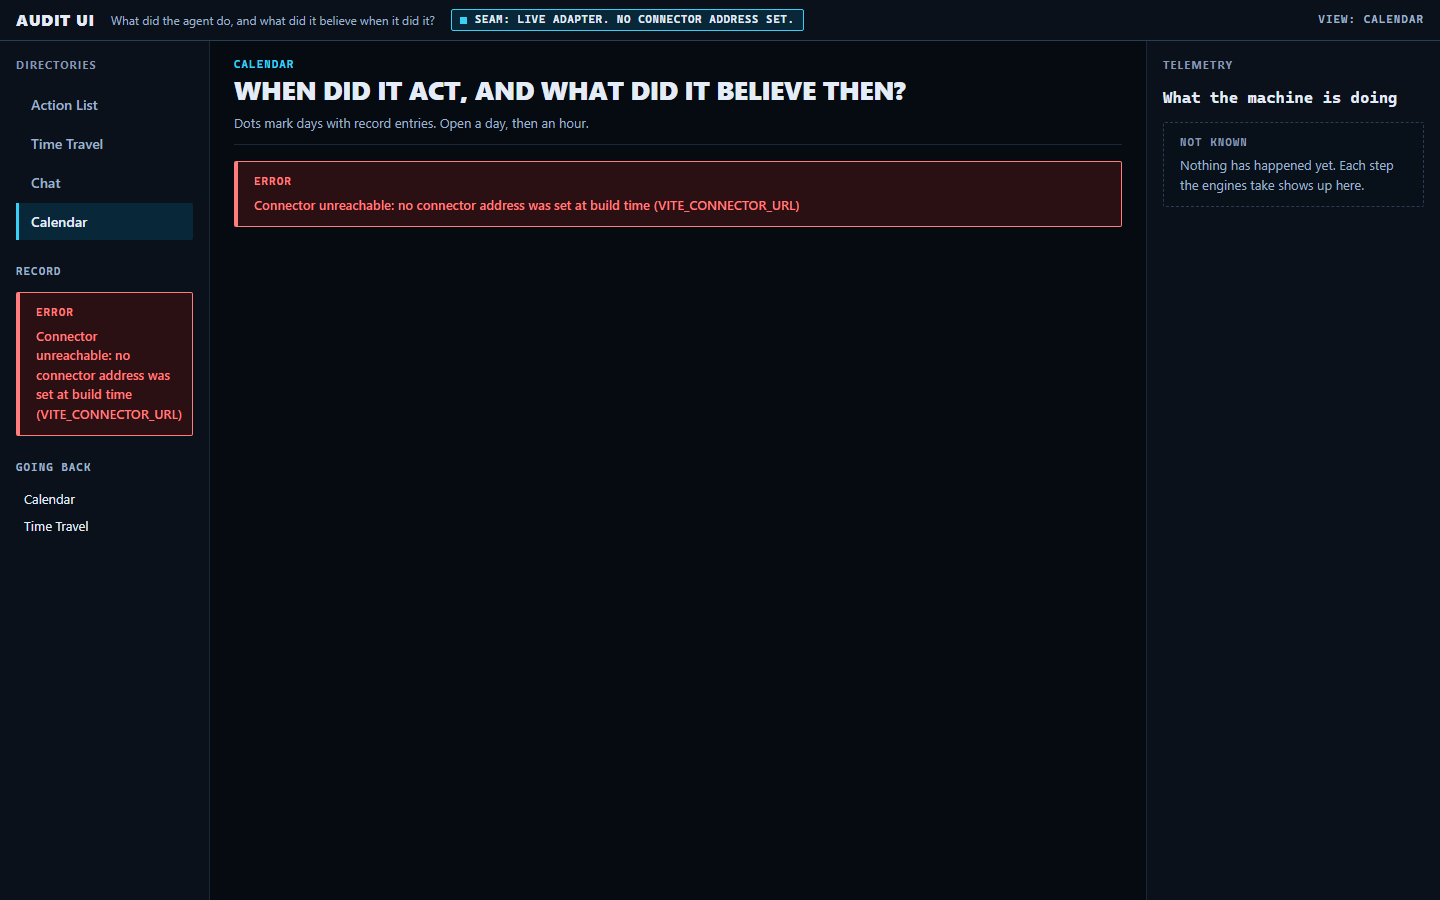 AUDIT UI
What did the agent do, and what did it believe when it did it?
SEAM: LIVE ADAPTER. NO CONNECTOR ADDRESS SET.
VIEW: CALENDAR
DIRECTORIES
Action List
Time Travel
Chat
Calendar
RECORD
ERROR
Connector
unreachable: no
connector address was
set at build time
(VITE_CONNECTOR_URL)
GOING BACK
Calendar
Time Travel
CALENDAR
WHEN DID IT ACT, AND WHAT DID IT BELIEVE THEN?
Dots mark days with record entries. Open a day, then an hour.
ERROR
Connector unreachable: no connector address was set at build time (VITE_CONNECTOR_URL)
TELEMETRY
What the machine is doing
NOT KNOWN
Nothing has happened yet. Each step
the engines take shows up here.